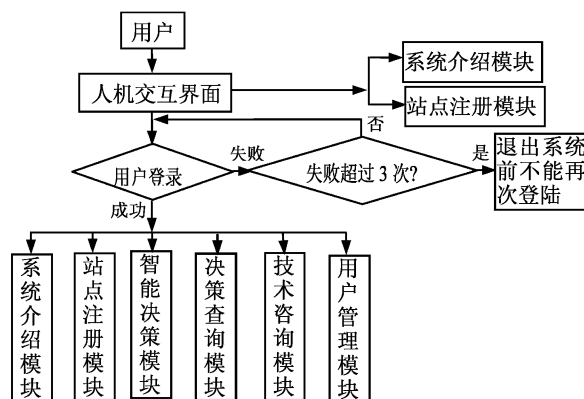 用户
人机交互界面
系统介绍模块
站点注册模块
否
用户登录
失败
失败超过3次?
是
退出系统
前不能再
次登陆
成功
系统介绍模块
站点注册模块
智能决策模块
决策查询模块
技术咨询模块
用户管理模块